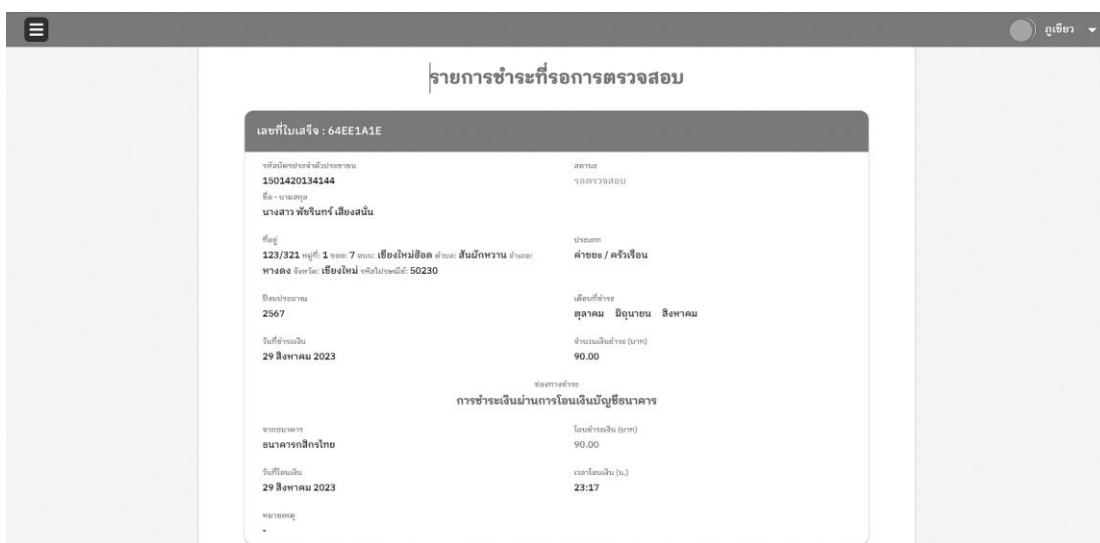 ภูเขียว
รายการชำระที่รอการตรวจสอบ
เลขที่ใบเสร็จ : 64EE1A1E
รหัสบัตรประจำตัวประชาชน
สถานะ
1501420134144
รอตรวจสอบ
ชื่อ - นามสกุล
นางสาว พัชรินทร์ เสียงสนั่น
ที่อยู่
ประเภท
123/321 หมู่ที่: 1 ซอย: 7 ถนน: เชียงใหม่ฮอด ตำบล: สันผักหวาน อำเภอ:
ค่าขยะ / ครัวเรือน
หางดง จังหวัด: เชียงใหม่ รหัสไปรษณีย์: 50230
ปีงบประมาณ
เดือนที่ชำระ
2567
ตุลาคม มิถุนายน สิงหาคม
วันที่ชำระเงิน
จำนวนเงินชำระ (บาท)
29 สิงหาคม 2023
90.00
ช่องทางชำระ
การชำระเงินผ่านการโอนเงินบัญชีธนาคาร
จากธนาคาร
โอนชำระเงิน (บาท)
ธนาคารกสิกรไทย
90.00
วันที่โอนเงิน
เวลาโอนเงิน (น.)
29 สิงหาคม 2023
23:17
หมายเหตุ
-